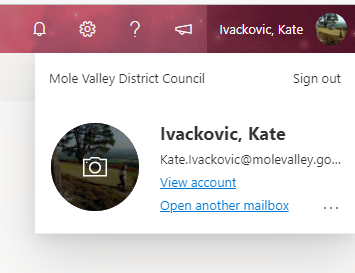 Ivackovic, Kate
Mole Valley District Council Sign out
Ivackovic, Kate
Kate.Ivackovic@molevalley.go...
View account
Open another mailbox ...